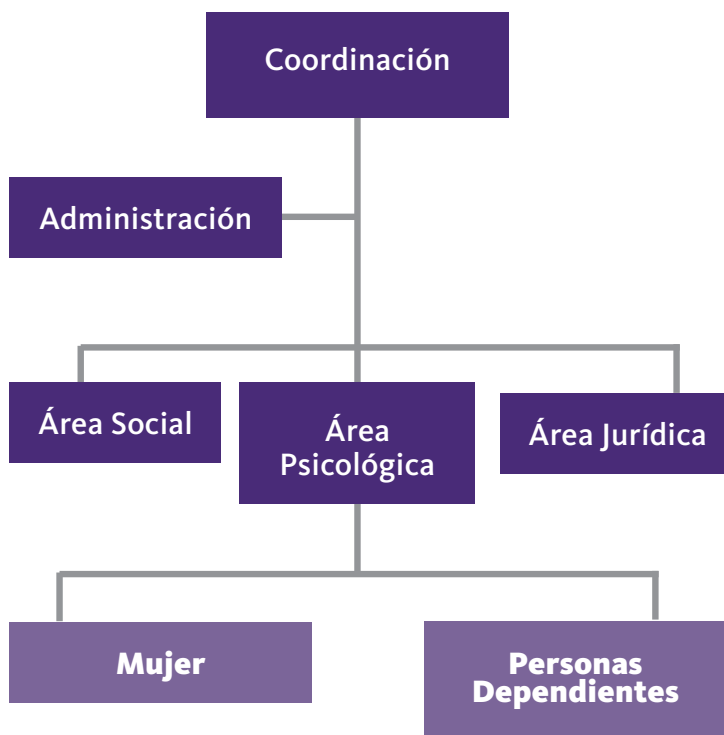 Coordinación
Administración
Área Social
Área
Psicológica
Área Jurídica
Mujer
Personas
Dependientes